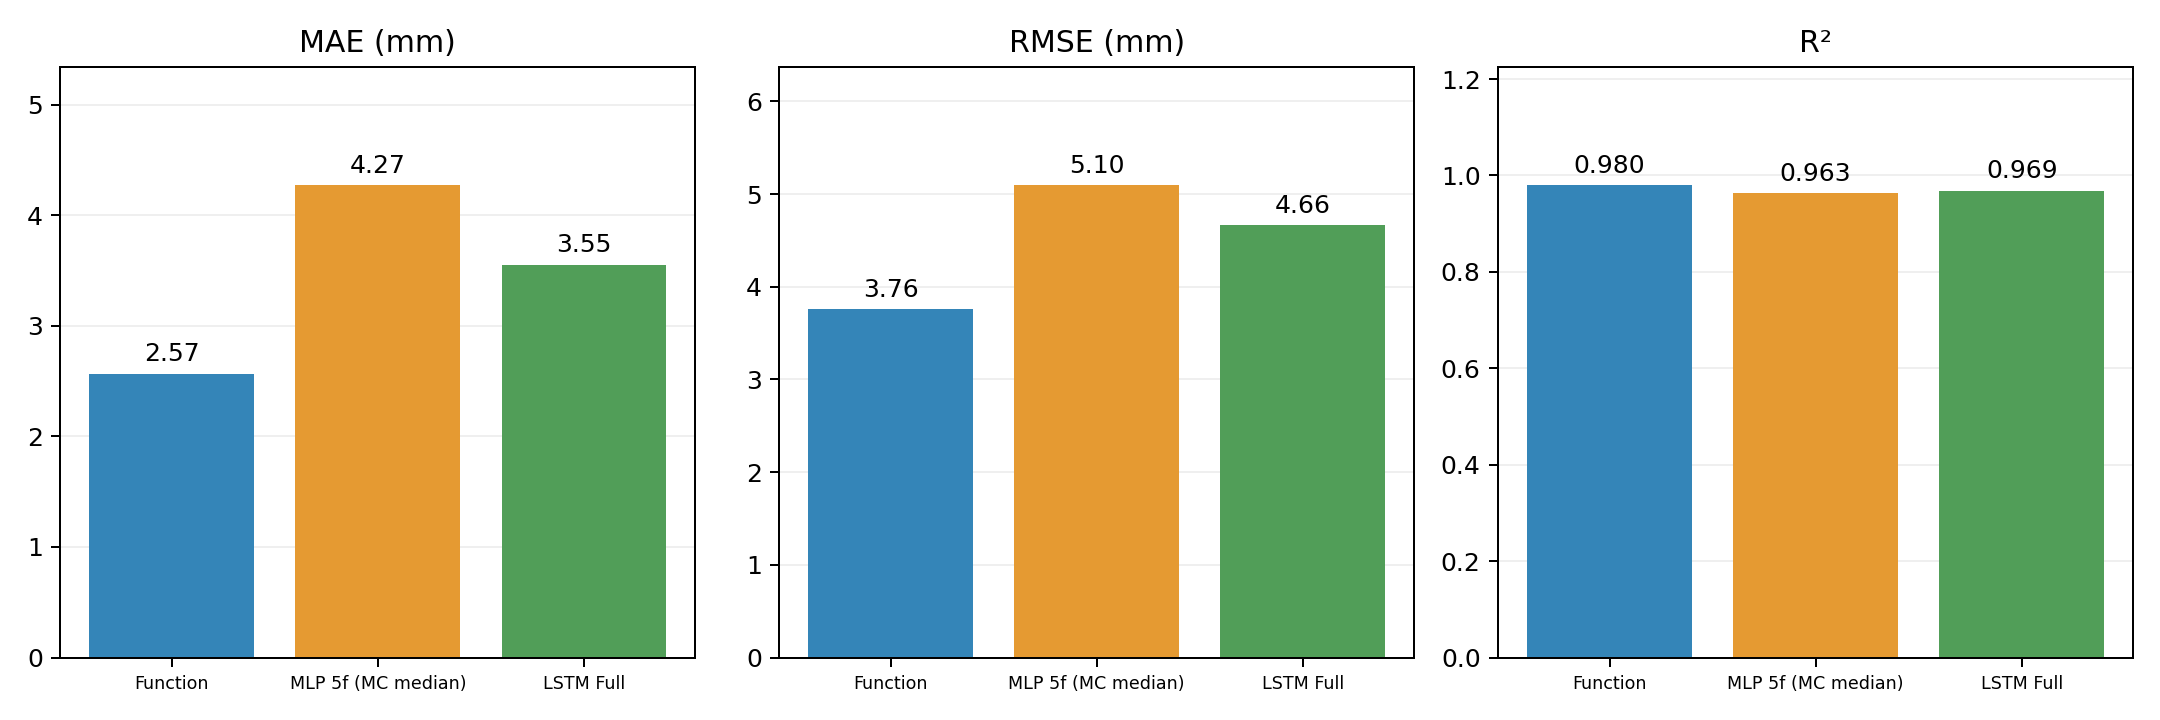 MAE (mm)
5
4
3
2
1
0
2.57
4.27
3.55
Function
MLP 5f (MC median)
LSTM Full
RMSE (mm)
6
5
4
3
2
1
0
3.76
5.10
4.66
Function
MLP 5f (MC median)
LSTM Full
R²
1.2
1.0
0.8
0.6
0.4
0.2
0.0
0.980
0.963
0.969
Function
MLP 5f (MC median)
LSTM Full